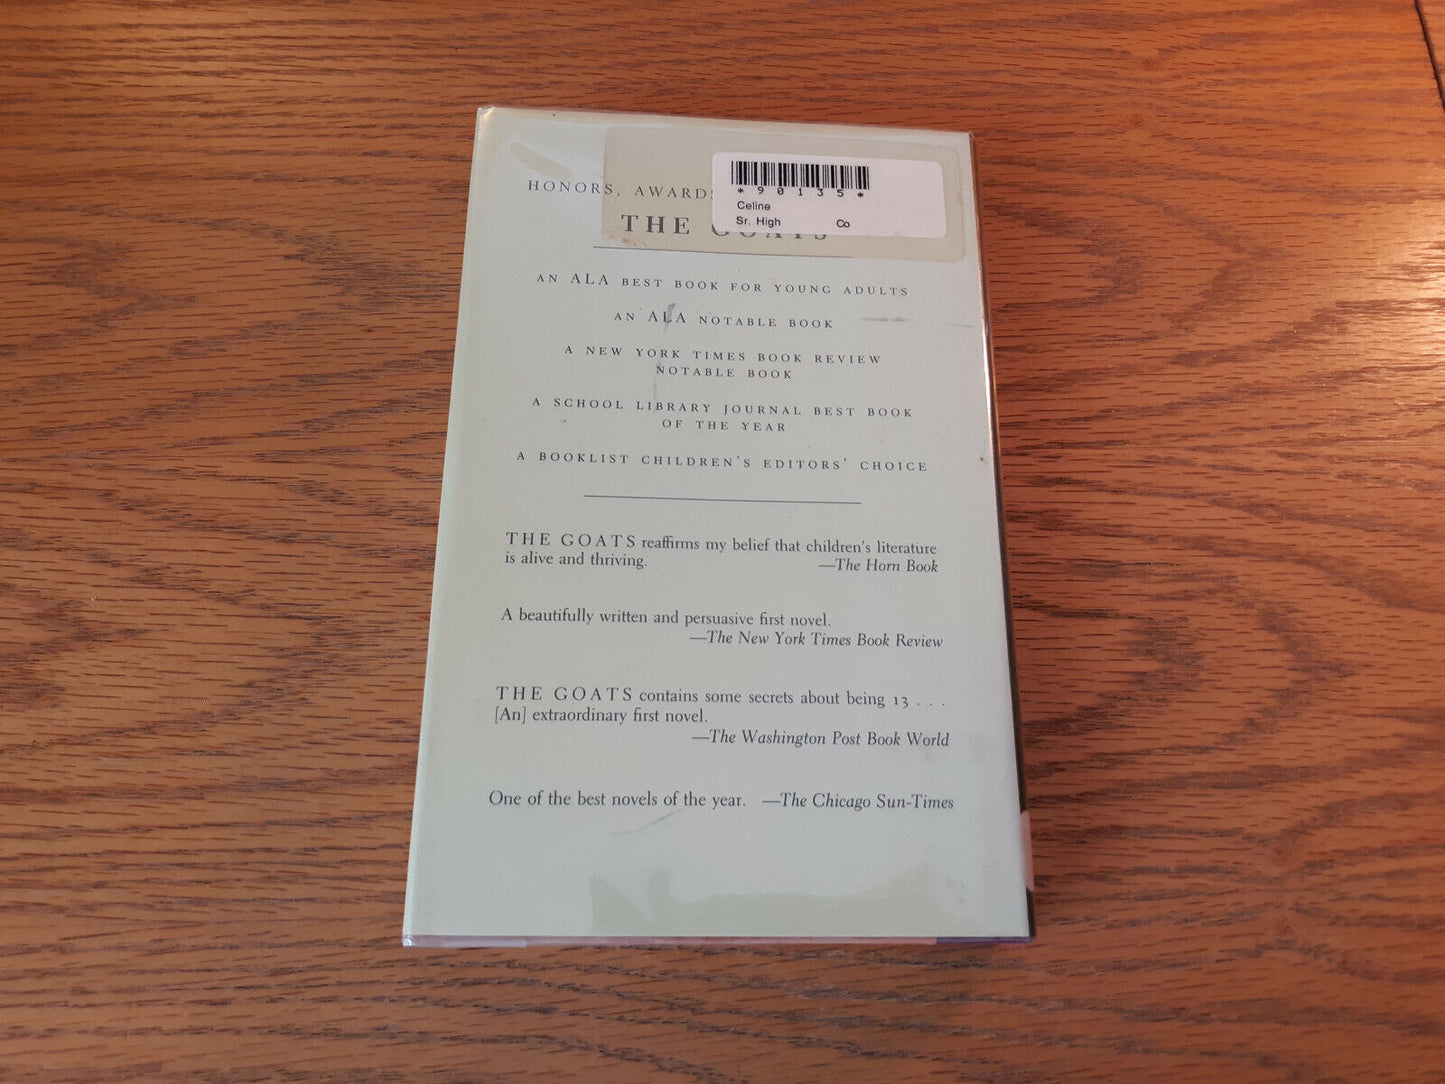 *90135*
Celine
Sr. High Co
HONORS, AWARDS
THE GOATS
AN ALA BEST BOOK FOR YOUNG ADULTS
AN ALA NOTABLE BOOK
A NEW YORK TIMES BOOK REVIEW
NOTABLE BOOK
A SCHOOL LIBRARY JOURNAL BEST BOOK
OF THE YEAR
A BOOKLIST CHILDREN'S EDITORS' CHOICE
THE GOATS reaffirms my belief that children's literature
is alive and thriving. —The Horn Book
A beautifully written and persuasive first novel.
—The New York Times Book Review
THE GOATS contains some secrets about being 13 . . .
[An] extraordinary first novel.
—The Washington Post Book World
One of the best novels of the year. —The Chicago Sun-Times